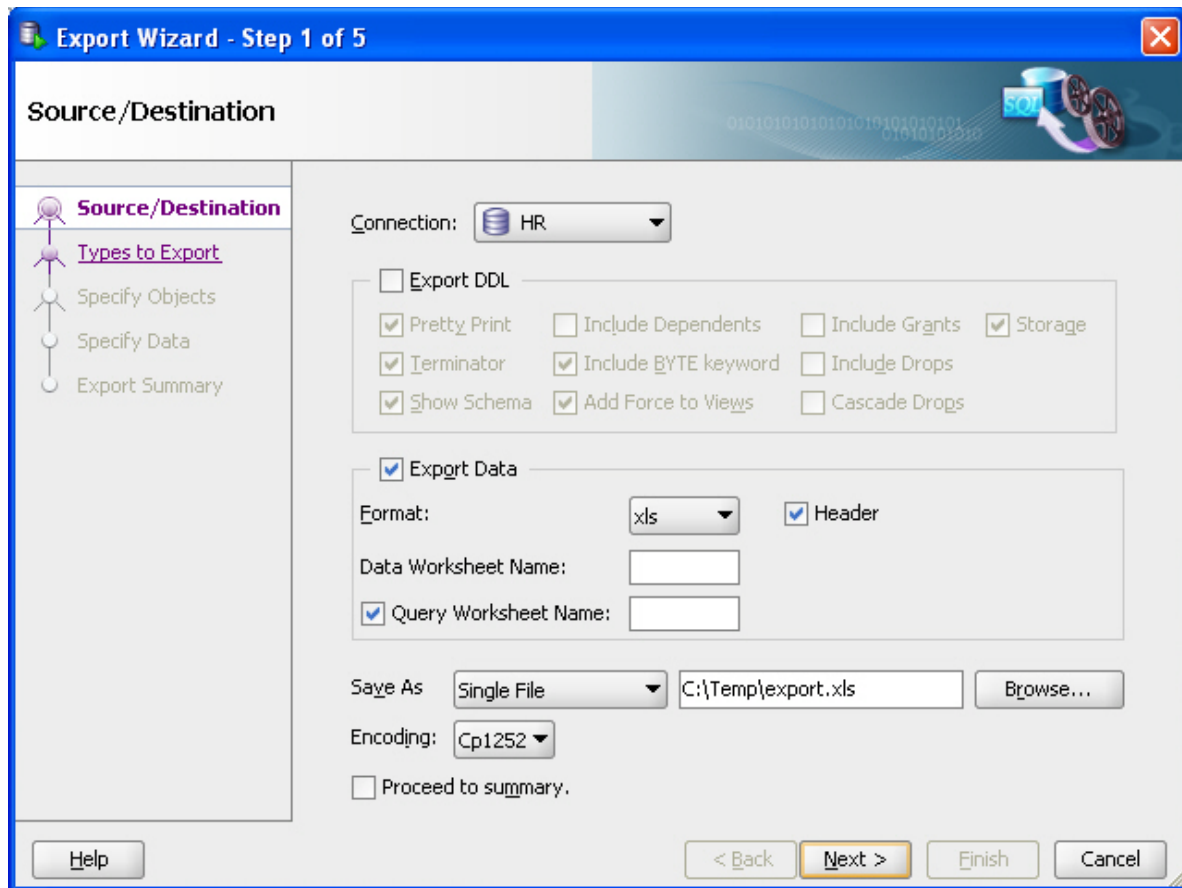 Export Wizard - Step 1 of 5
Source/Destination
SQL
Source/Destination
Types to Export
Specify Objects
Specify Data
Export Summary
Connection: HR
Export DDL
Pretty Print Include Dependents Include Grants Storage
Terminator Include BYTE keyword Include Drops
Show Schema Add Force to Views Cascade Drops
Export Data
Format: xls Header
Data Worksheet Name:
Query Worksheet Name:
Save As Single File C:\Temp\export.xls Browse...
Encoding: Cp1252
Proceed to summary.
Help < Back Next > Finish Cancel